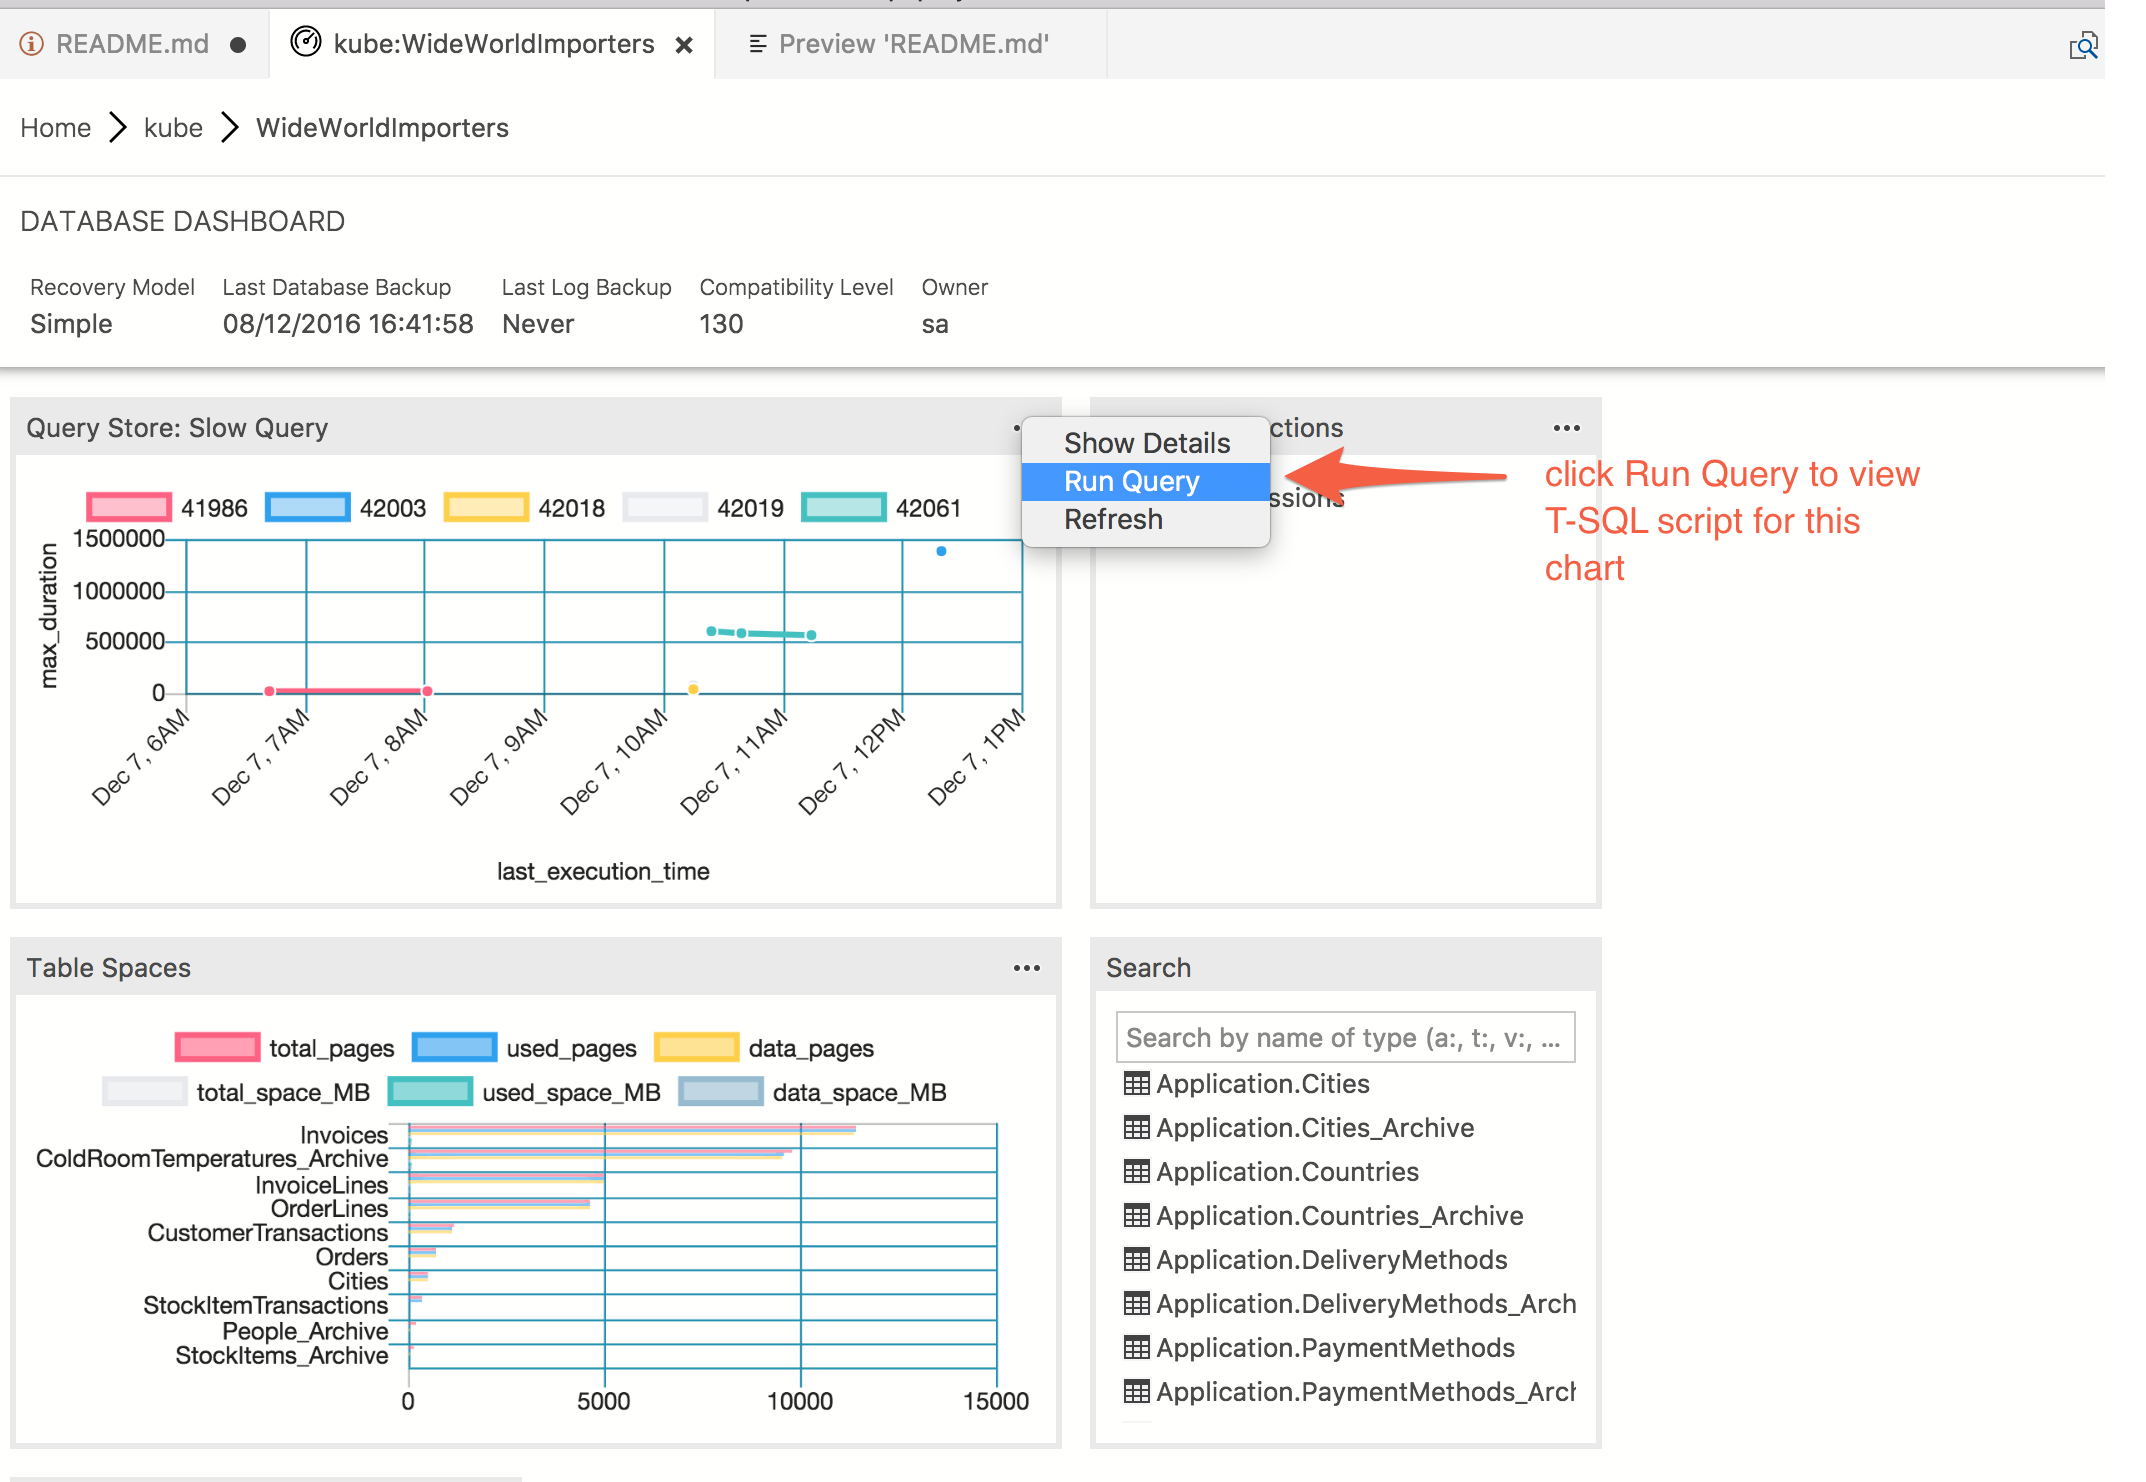 README.md
kube:WideWorldImporters
Preview 'README.md'
Home kube WideWorldImporters
DATABASE DASHBOARD
Recovery Model Last Database Backup Last Log Backup Compatibility Level Owner
Simple 08/12/2016 16:41:58 Never 130 sa
Query Store: Slow Query
ctions
Show Details
Run Query
Refresh
ssions
click Run Query to view
T-SQL script for this
chart
41986 42003 42018 42019 42061
max_duration
1500000
1000000
500000
0
Dec 7, 6AM
Dec 7, 7AM
Dec 7, 8AM
Dec 7, 9AM
Dec 7, 10AM
Dec 7, 11AM
Dec 7, 12PM
Dec 7, 1PM
last_execution_time
Table Spaces
total_pages used_pages data_pages
total_space_MB used_space_MB data_space_MB
Invoices
ColdRoomTemperatures_Archive
InvoiceLines
OrderLines
CustomerTransactions
Orders
Cities
StockItemTransactions
People_Archive
StockItems_Archive
0 5000 10000 15000
Search
Search by name of type (a:, t:, v:, ...
Application.Cities
Application.Cities_Archive
Application.Countries
Application.Countries_Archive
Application.DeliveryMethods
Application.DeliveryMethods_Arch
Application.PaymentMethods
Application.PaymentMethods_Arch